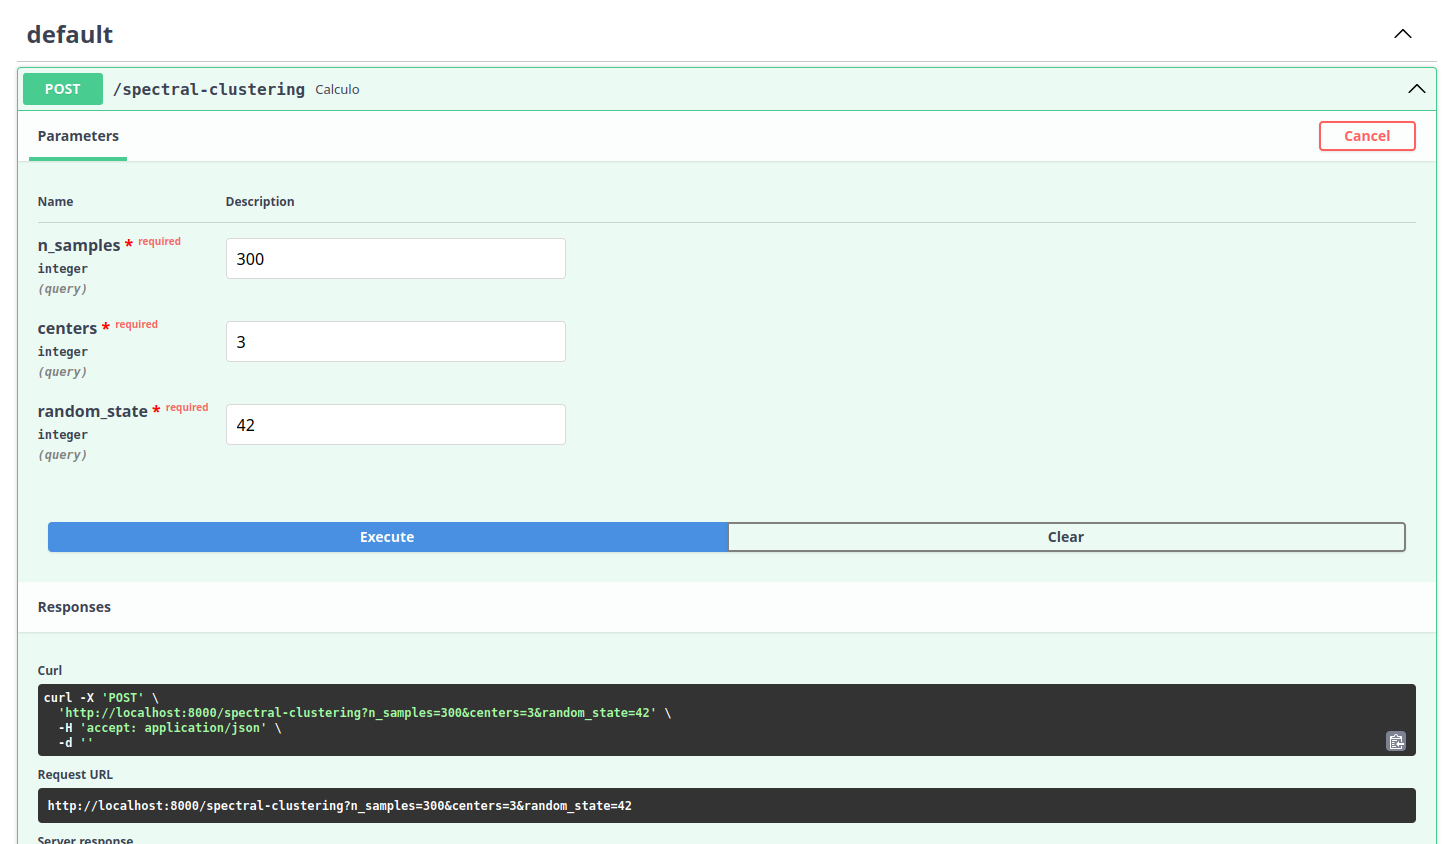 default
POST /spectral-clustering Calculo
Parameters Cancel
Name Description
n_samples * required 300
integer
(query)
centers * required 3
integer
(query)
random_state * required 42
integer
(query)
Execute Clear
Responses
Curl
curl -X 'POST' \
'http://localhost:8000/spectral-clustering?n_samples=300&centers=3&random_state=42' \
-H 'accept: application/json' \
-d ''
Request URL
http://localhost:8000/spectral-clustering?n_samples=300&centers=3&random_state=42
Server response